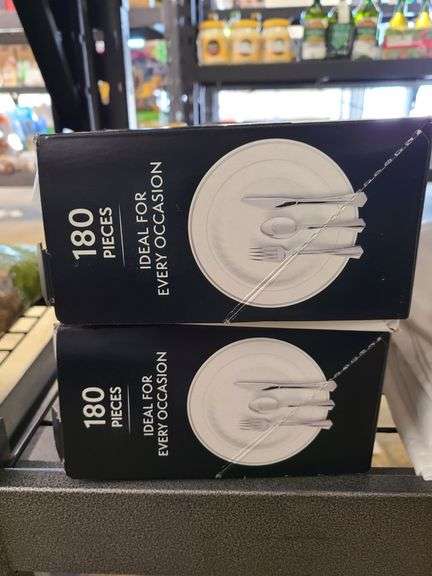 180
PIECES
IDEAL FOR
EVERY OCCASION
180
PIECES
IDEAL FOR
EVERY OCCASION